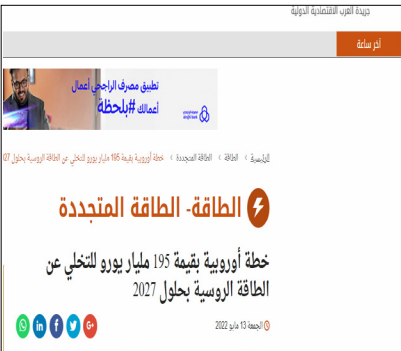 جريدة العرب الاقتصادية الدولية
آخر ساعة
تطبيق مصرف الراجحي أعمال
أعمالك #بلحظة
الرئيسية > الطاقة > الطاقة المتجددة > خطة أوروبية بقيمة 195 مليار يورو للتخلي عن الطاقة الروسية بحلول 27
الطاقة- الطاقة المتجددة
خطة أوروبية بقيمة 195 مليار يورو للتخلي عن
الطاقة الروسية بحلول 2027
الجمعة 13 مايو 2022